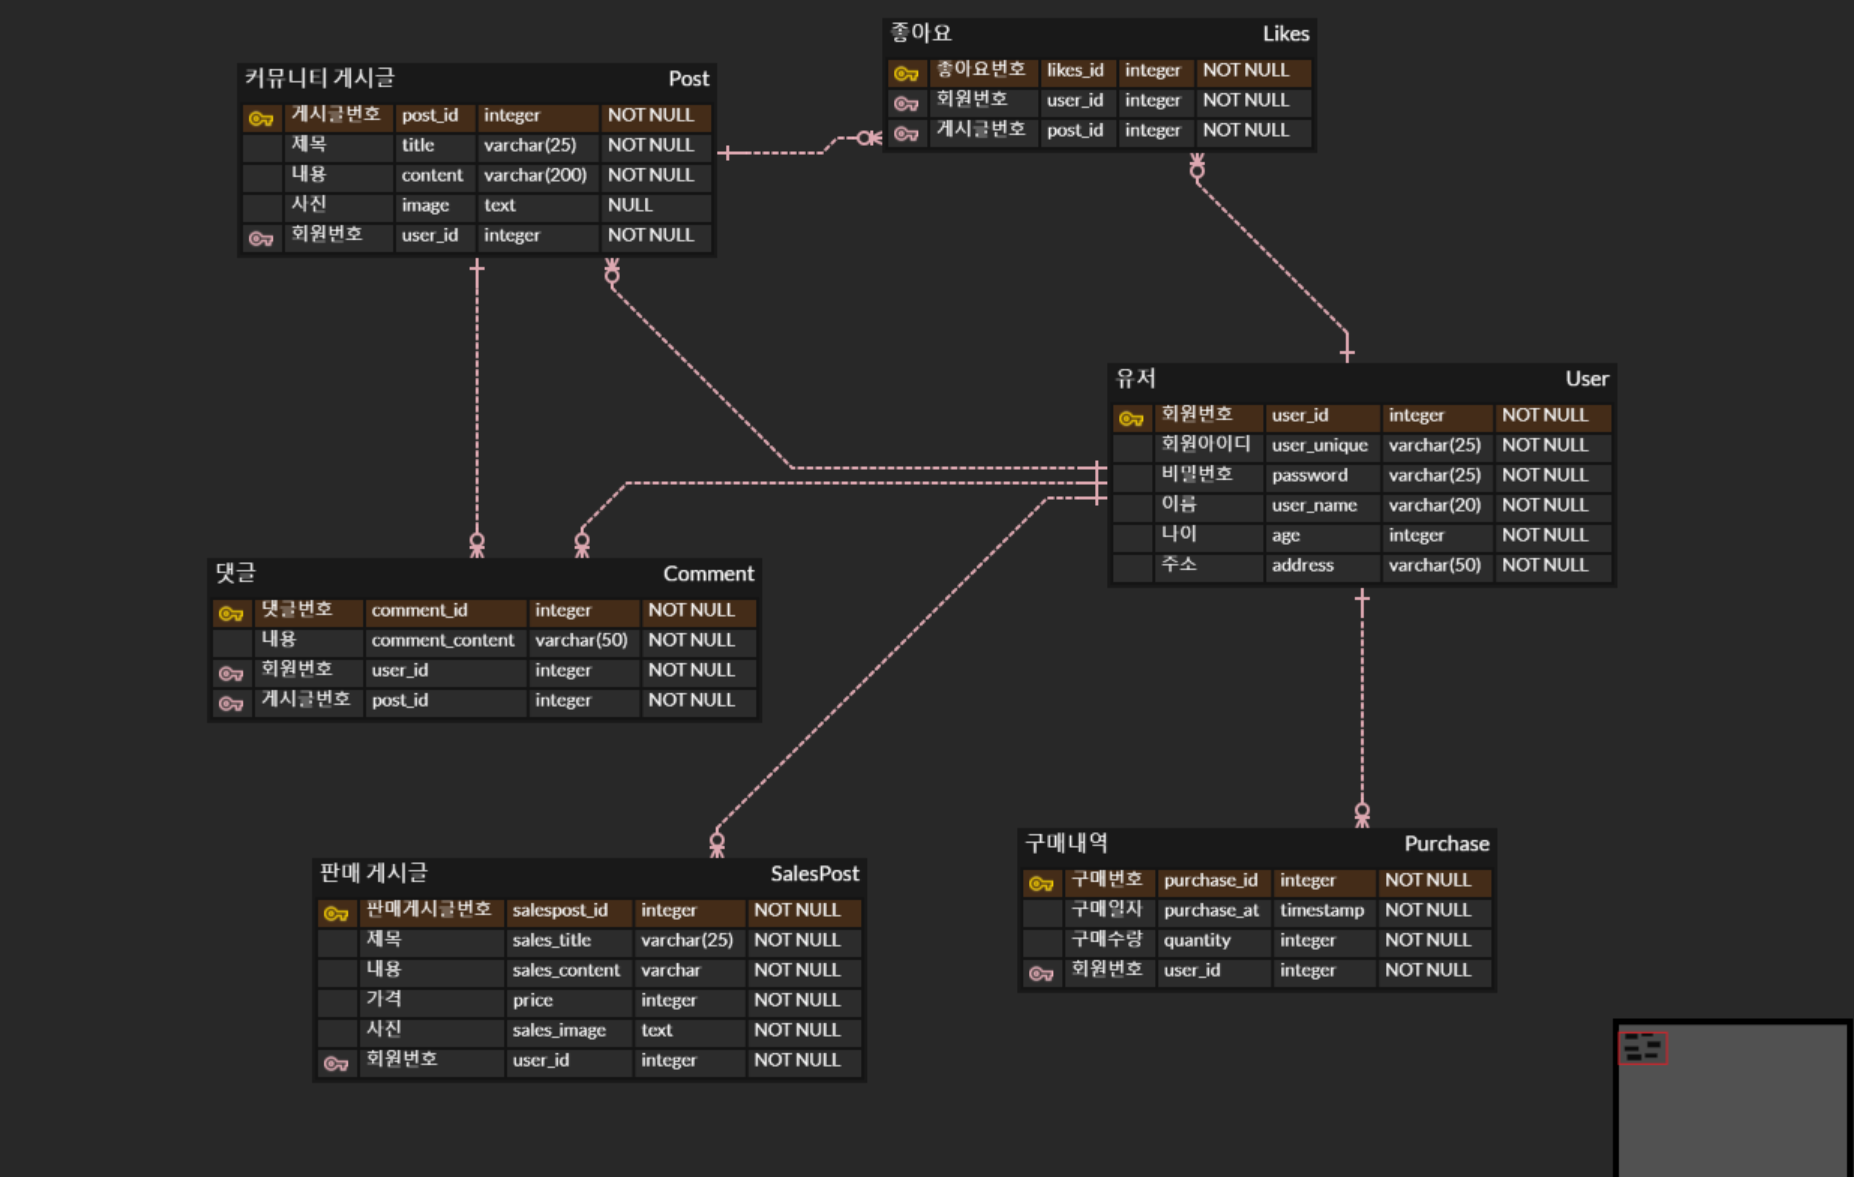 커뮤니티 게시글 Post
게시글번호 post_id integer NOT NULL
제목 title varchar(25) NOT NULL
내용 content varchar(200) NOT NULL
사진 image text NULL
회원번호 user_id integer NOT NULL
좋아요 Likes
좋아요번호 likes_id integer NOT NULL
회원번호 user_id integer NOT NULL
게시글번호 post_id integer NOT NULL
유저 User
회원번호 user_id integer NOT NULL
회원아이디 user_unique varchar(25) NOT NULL
비밀번호 password varchar(25) NOT NULL
이름 user_name varchar(20) NOT NULL
나이 age integer NOT NULL
주소 address varchar(50) NOT NULL
댓글 Comment
댓글번호 comment_id integer NOT NULL
내용 comment_content varchar(50) NOT NULL
회원번호 user_id integer NOT NULL
게시글번호 post_id integer NOT NULL
판매 게시글 SalesPost
판매게시글번호 salespost_id integer NOT NULL
제목 sales_title varchar(25) NOT NULL
내용 sales_content varchar NOT NULL
가격 price integer NOT NULL
사진 sales_image text NOT NULL
회원번호 user_id integer NOT NULL
구매내역 Purchase
구매번호 purchase_id integer NOT NULL
구매일자 purchase_at timestamp NOT NULL
구매수량 quantity integer NOT NULL
회원번호 user_id integer NOT NULL